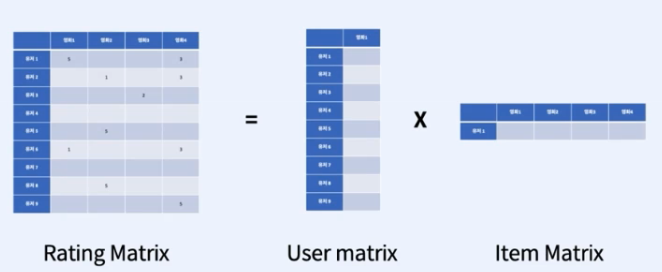 영화1 영화2 영화3 영화4
유저 1 5 3
유저 2 1 3
유저 3 2
유저 4
유저 5 5
유저 6 1 3
유저 7
유저 8 5
유저 9 5
=
영화1
유저 1
유저 2
유저 3
유저 4
유저 5
유저 6
유저 7
유저 8
유저 9
X
영화1 영화2 영화3 영화4
유저 1
Rating Matrix
User matrix
Item Matrix